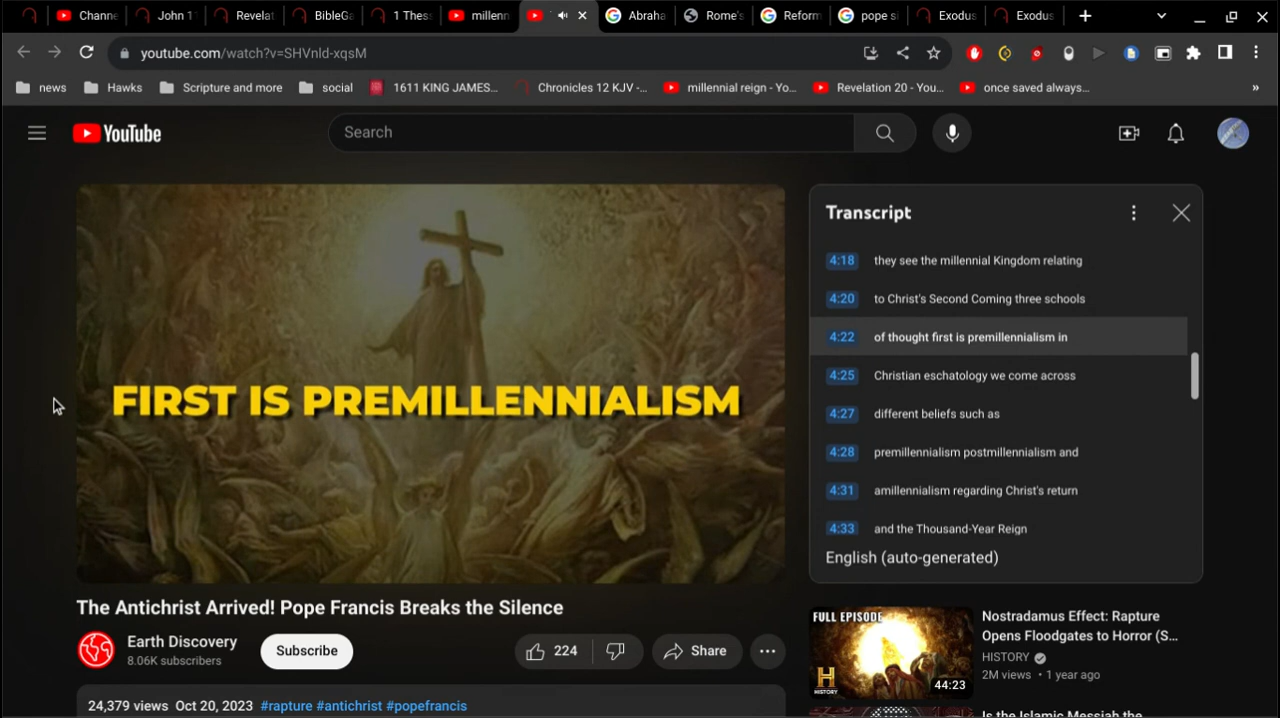 Channe
John 1
Revelat
BibleGa
1 Thess
millenn
Abraha
Rome's
Reform
pope si
Exodus
Exodus
youtube.com/watch?v=SHVnld-xqsM
news
Hawks
Scripture and more
social
1611 KING JAMES...
Chronicles 12 KJV -...
millennial reign - Yo...
Revelation 20 - You...
once saved always...
»
YouTube
Search
FIRST IS PREMILLENNIALISM
Transcript
4:18 they see the millennial Kingdom relating
4:20 to Christ's Second Coming three schools
4:22 of thought first is premillennialism in
4:25 Christian eschatology we come across
4:27 different beliefs such as
4:28 premillennialism postmillennialism and
4:31 amillennialism regarding Christ's return
4:33 and the Thousand-Year Reign
English (auto-generated)
The Antichrist Arrived! Pope Francis Breaks the Silence
Earth Discovery
8.06K subscribers
Subscribe
224
Share
24,379 views Oct 20, 2023 #rapture #antichrist #popefrancis
FULL EPISODE
HISTORY
44:23
Nostradamus Effect: Rapture
Opens Floodgates to Horror (S...
HISTORY
2M views • 1 year ago
Is the Islamic Messiah the